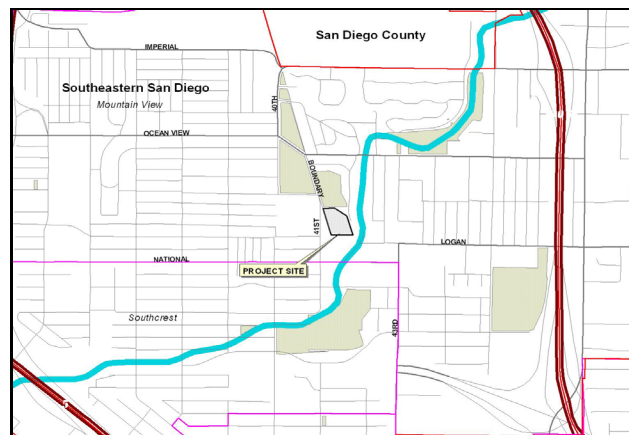 San Diego County
IMPERIAL
Southeastern San Diego
Mountain View
40TH
OCEAN VIEW
BOUNDARY
41ST
LOGAN
NATIONAL
PROJECT SITE
Southcrest
43RD
5